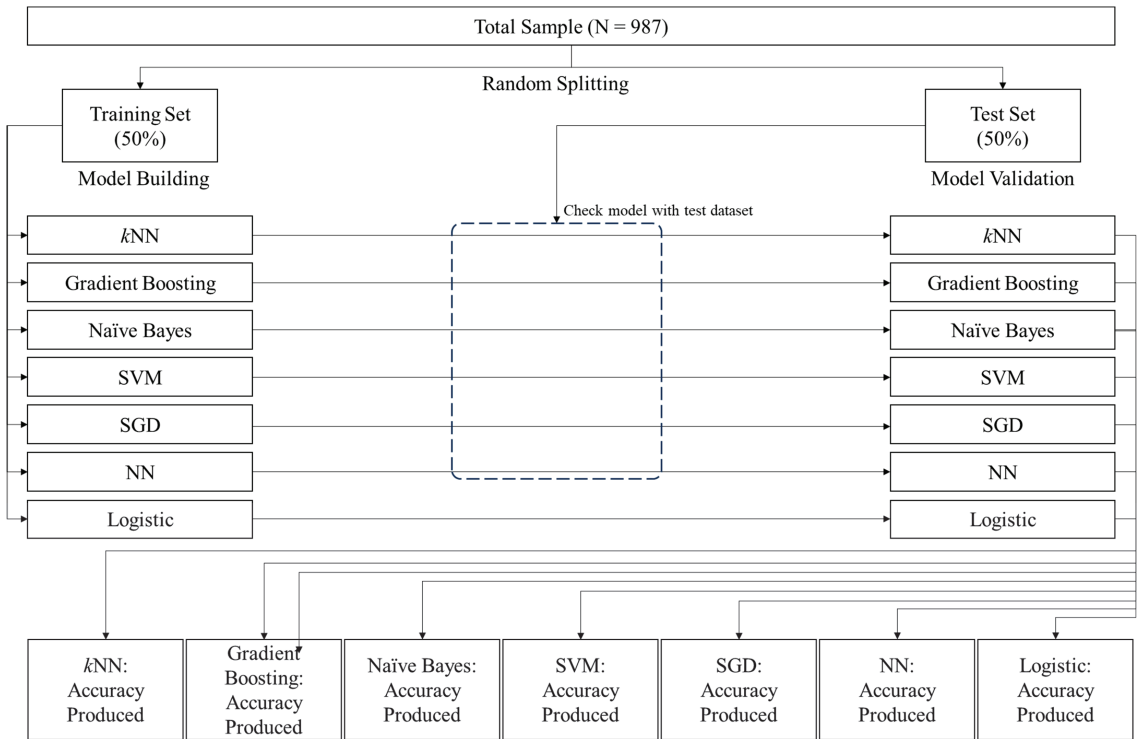 Total Sample (N = 987)
Random Splitting
Training Set
(50%)
Test Set
(50%)
Model Building
Model Validation
Check model with test dataset
kNN
kNN
Gradient Boosting
Gradient Boosting
Naïve Bayes
Naïve Bayes
SVM
SVM
SGD
SGD
NN
NN
Logistic
Logistic
kNN:
Accuracy
Produced
Gradient
Boosting:
Accuracy
Produced
Naïve Bayes:
Accuracy
Produced
SVM:
Accuracy
Produced
SGD:
Accuracy
Produced
NN:
Accuracy
Produced
Logistic:
Accuracy
Produced